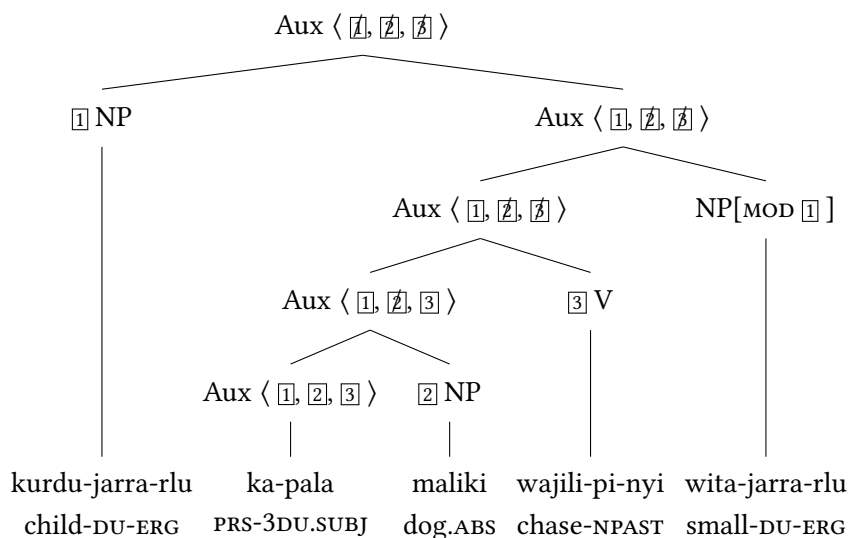 Aux ⟨ 1̸, 2̸, 3̸ ⟩
1 NP Aux ⟨ 1, 2̸, 3̸ ⟩
Aux ⟨ 1, 2̸, 3̸ ⟩ NP[MOD 1 ]
Aux ⟨ 1, 2̸, 3 ⟩ 3 V
Aux ⟨ 1, 2, 3 ⟩ 2 NP
kurdu-jarra-rlu ka-pala maliki wajili-pi-nyi wita-jarra-rlu
child-DU-ERG PRS-3DU.SUBJ dog.ABS chase-NPAST small-DU-ERG